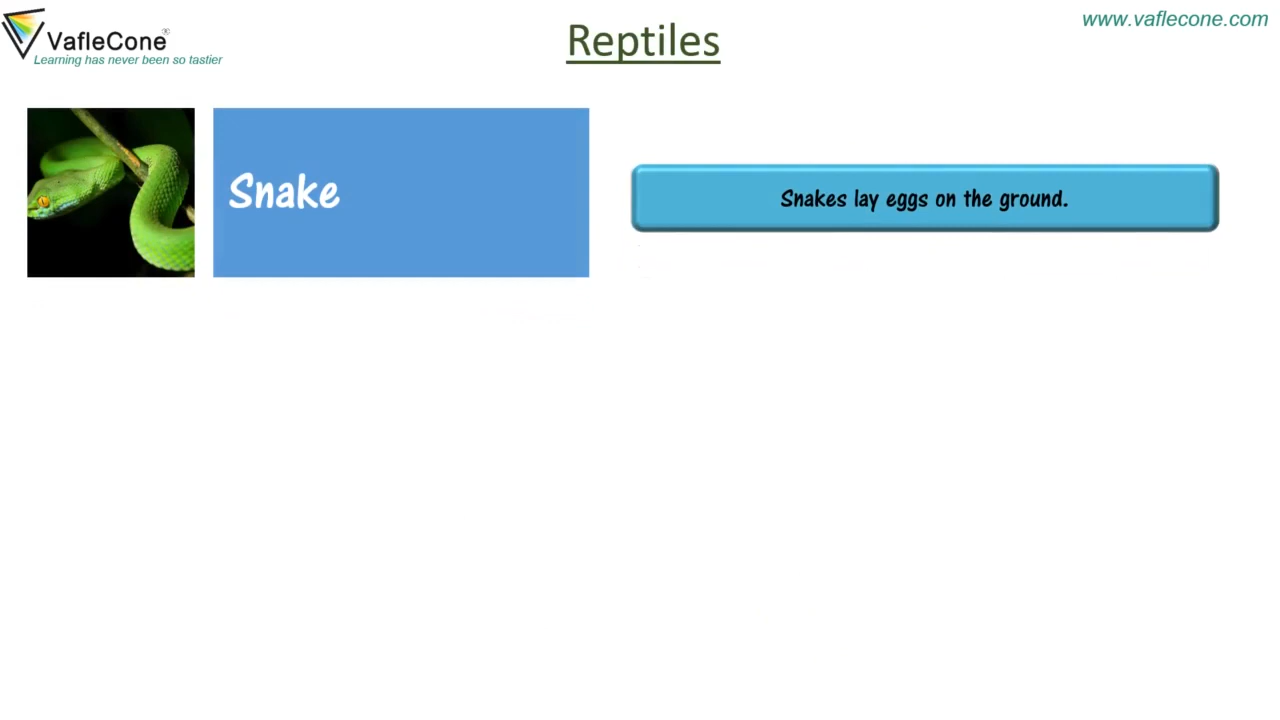 VafleCone®
Learning has never been so tastier
Reptiles
www.vaflecone.com
Snake
Snakes lay eggs on the ground.